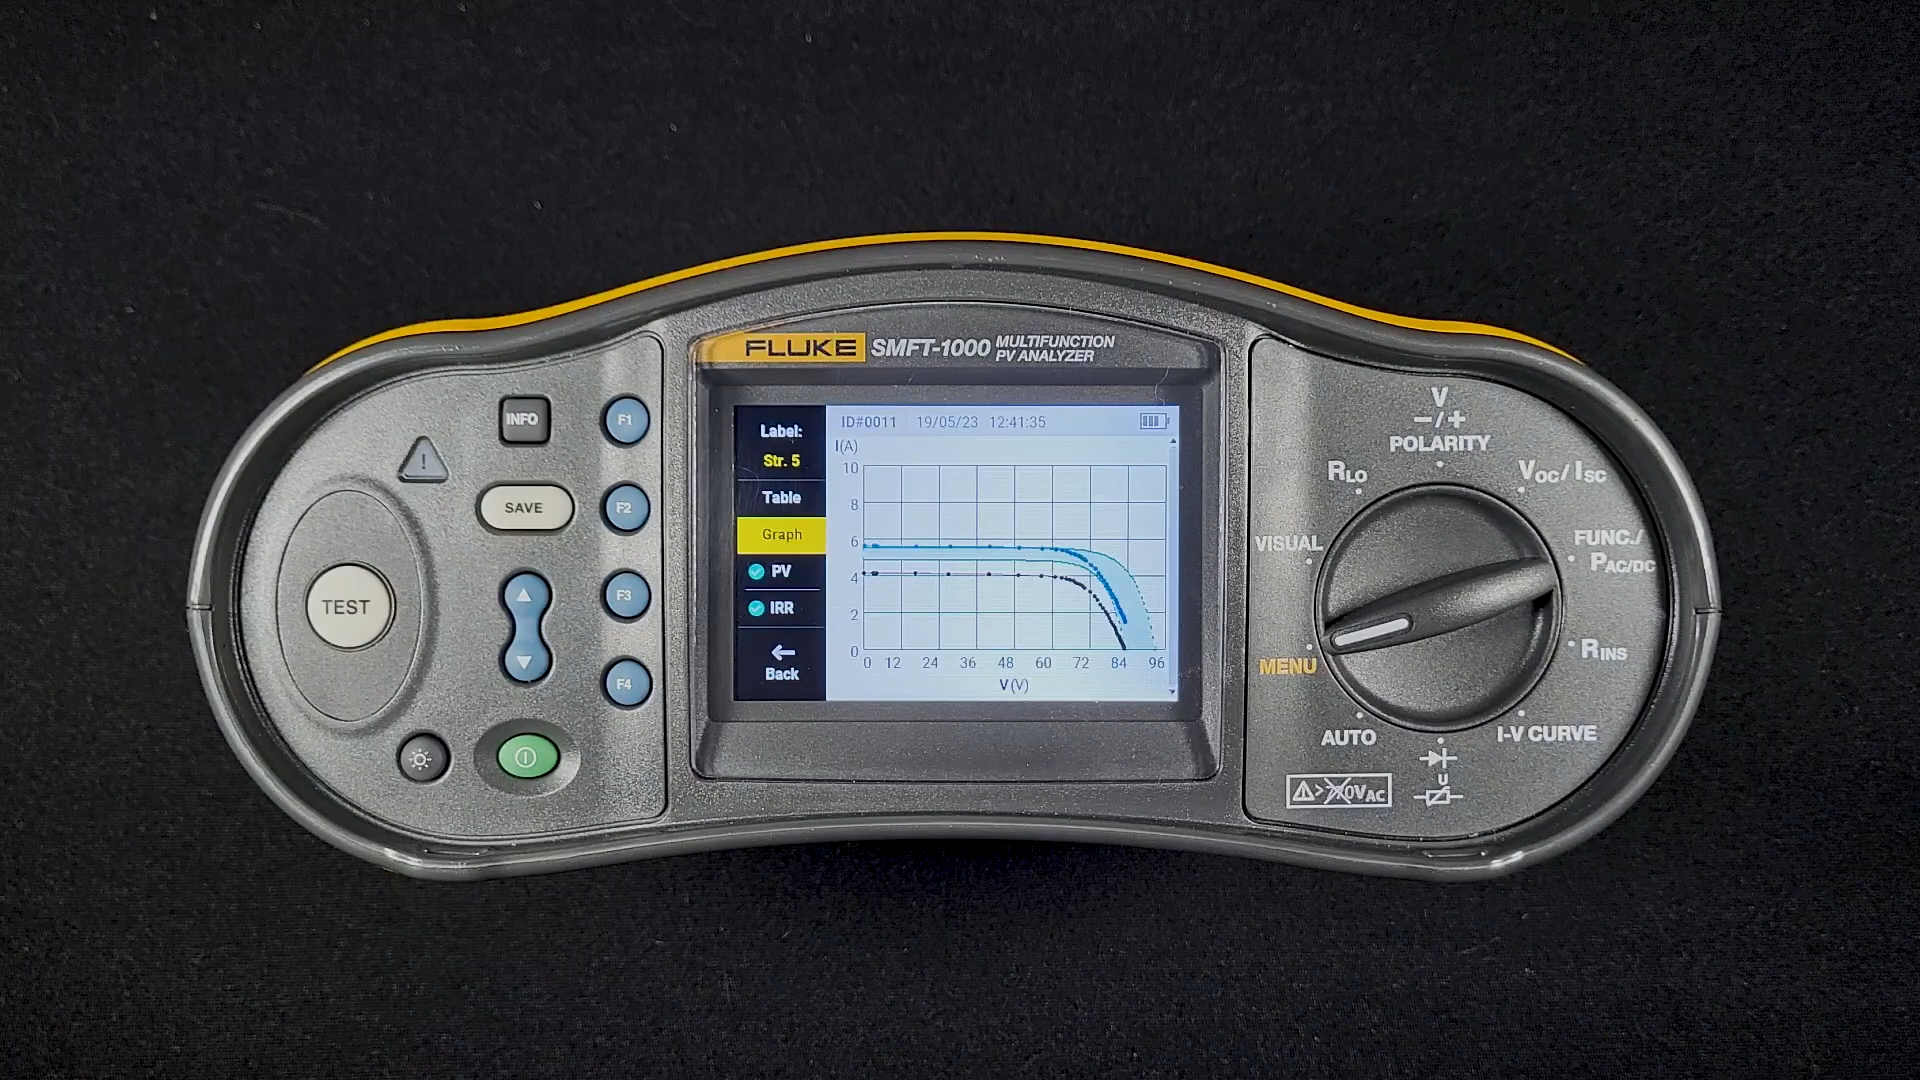 FLUKE SMFT-1000 MULTIFUNCTION
PV ANALYZER
INFO
F1
SAVE
F2
TEST
F3
F4
Label:
Str. 5
Table
Graph
PV
IRR
Back
ID#0011 19/05/23 12:41:35
I(A)
10
8
6
4
2
0
0 12 24 36 48 60 72 84 96
V(V)
V
−/+
POLARITY
RLO
VOC/ISC
VISUAL
FUNC./
PAC/DC
MENU
RINS
AUTO
I-V CURVE
U